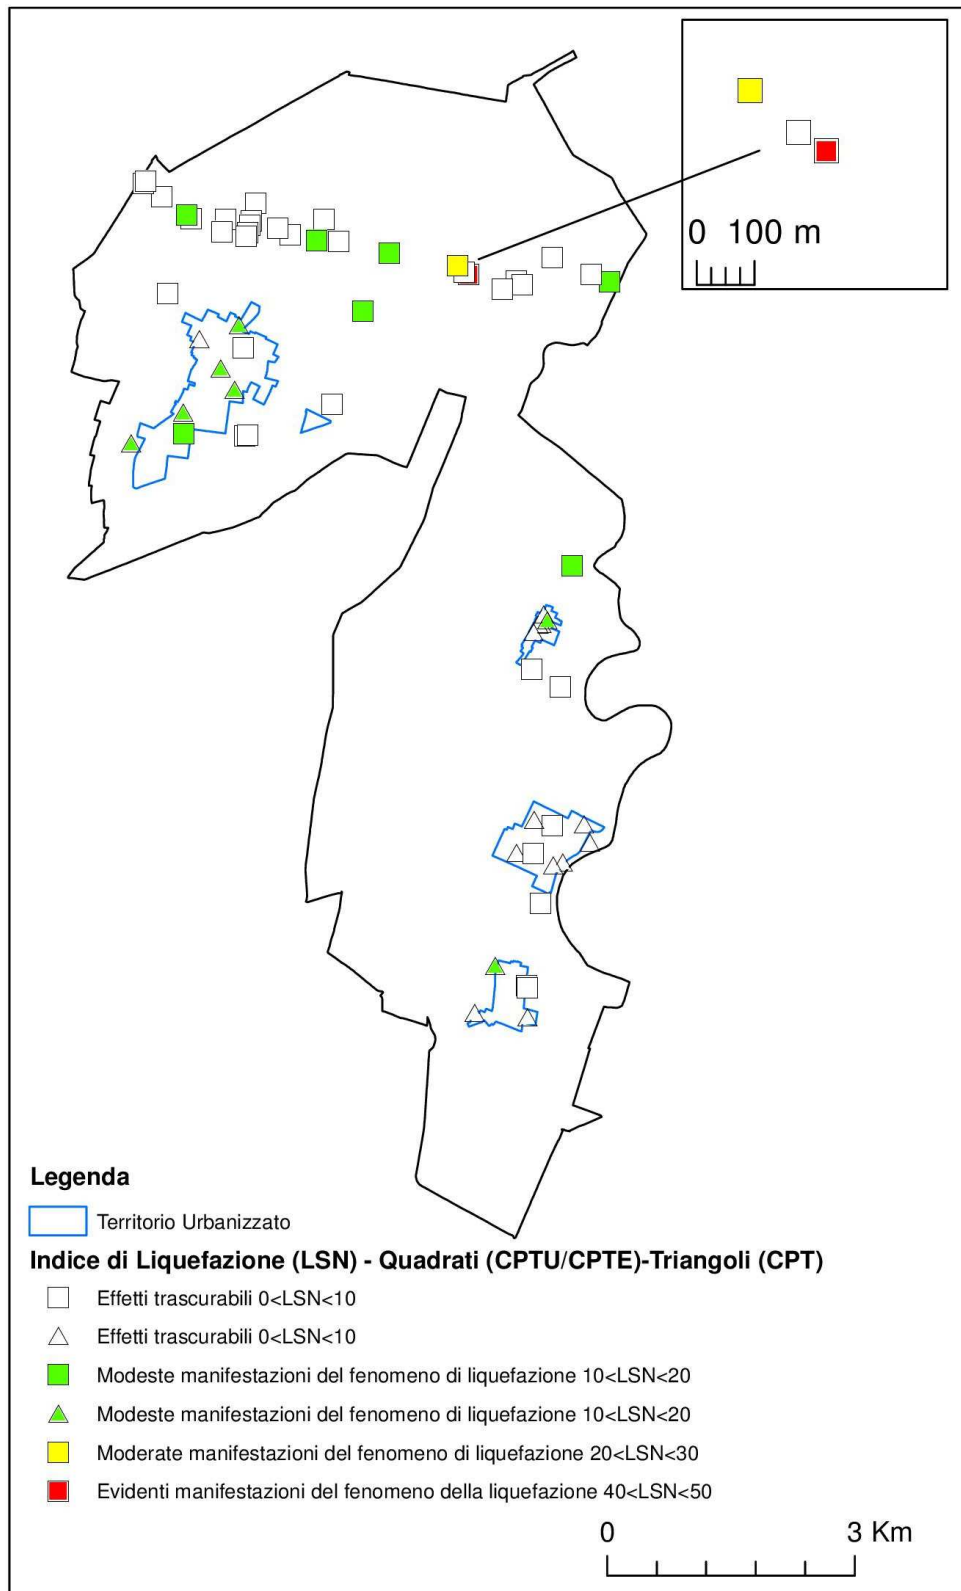 0 100 m
Legenda
Territorio Urbanizzato
Indice di Liquefazione (LSN) - Quadrati (CPTU/CPTE)-Triangoli (CPT)
Effetti trascurabili 0<LSN<10
Effetti trascurabili 0<LSN<10
Modeste manifestazioni del fenomeno di liquefazione 10<LSN<20
Modeste manifestazioni del fenomeno di liquefazione 10<LSN<20
Moderate manifestazioni del fenomeno di liquefazione 20<LSN<30
Evidenti manifestazioni del fenomeno della liquefazione 40<LSN<50
0 3 Km